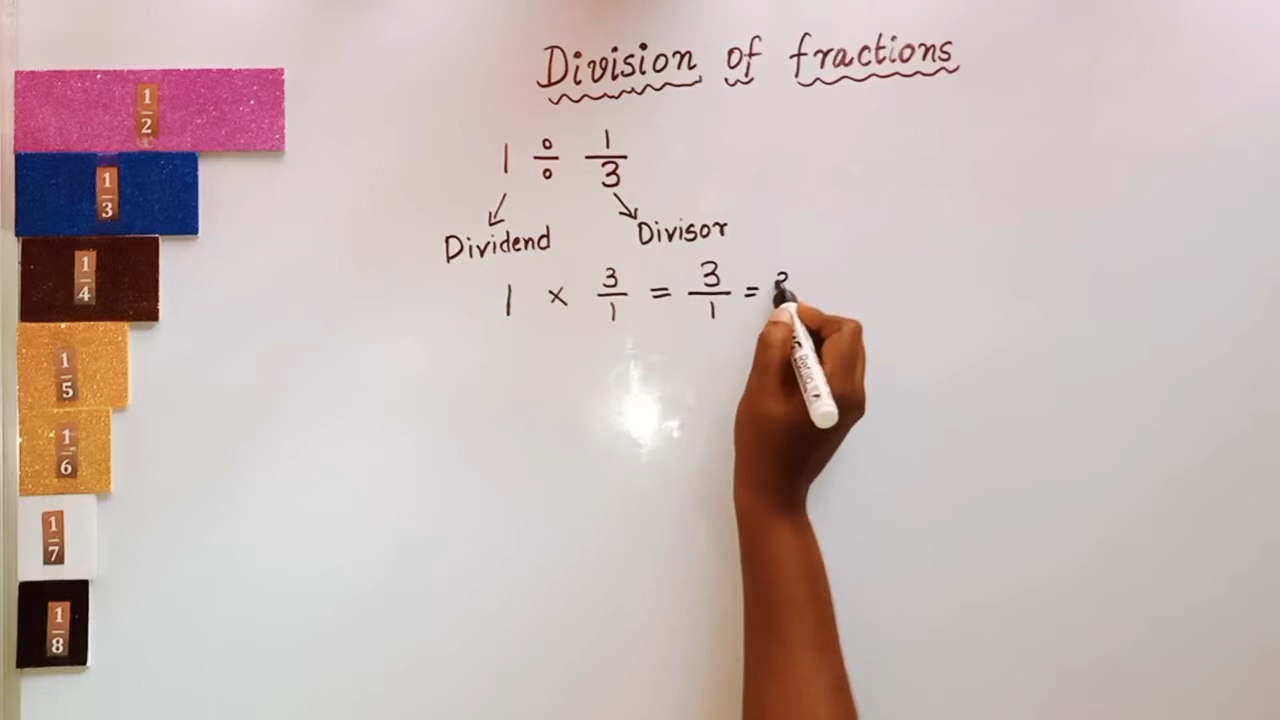 Division of fractions
1 ÷ 1/3
Dividend Divisor
1 × 3/1 = 3/1 =
1/2
1/3
1/4
1/5
1/6
1/7
1/8